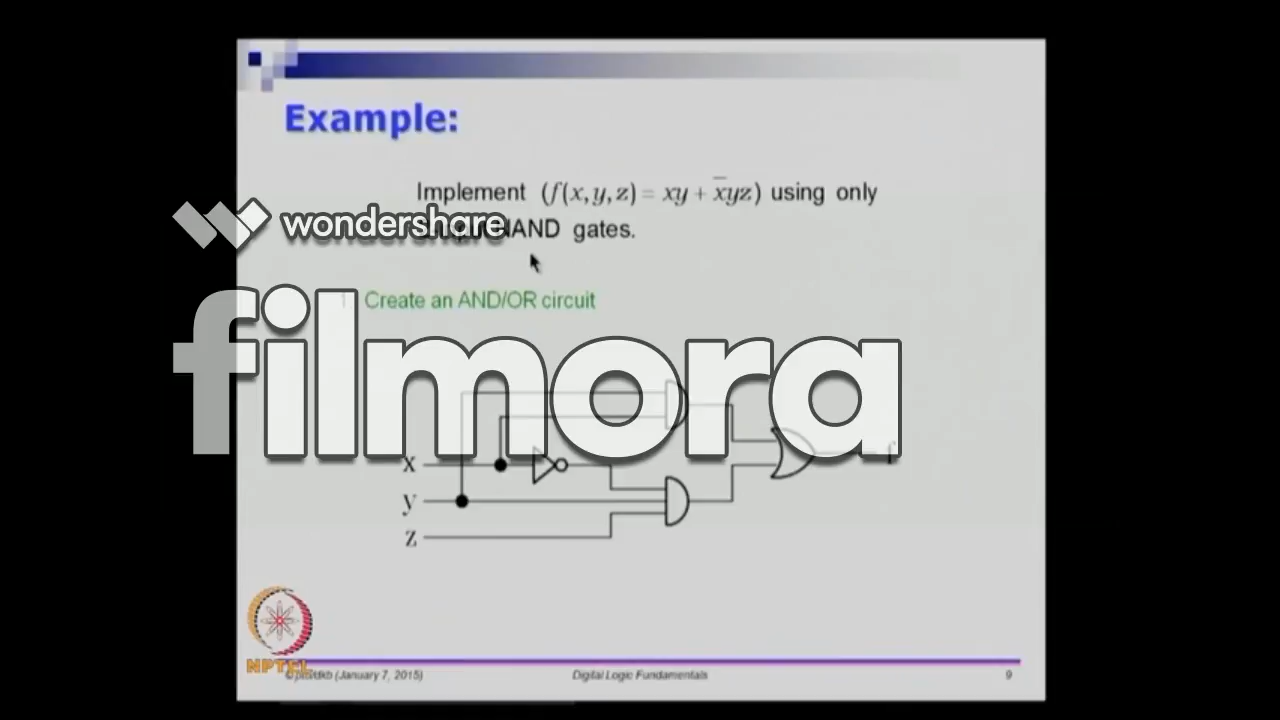 Example:
Implement (f(x, y, z) = xy + x̅yz) using only
NAND gates.
wondershare
filmora
Create an AND/OR circuit
x
y
z
f
NPTEL
(January 7, 2015)
Digital Logic Fundamentals
9